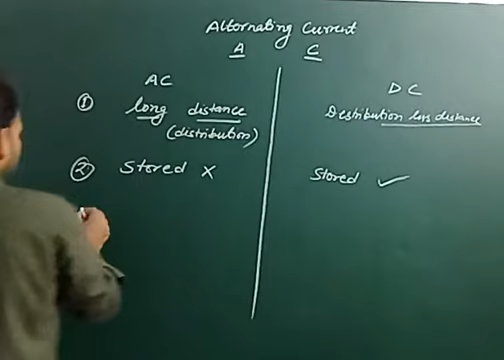 Alternating Current
A C
AC
DC
① long distance
(distribution)
Destribution less distance
② Stored ×
Stored ✓